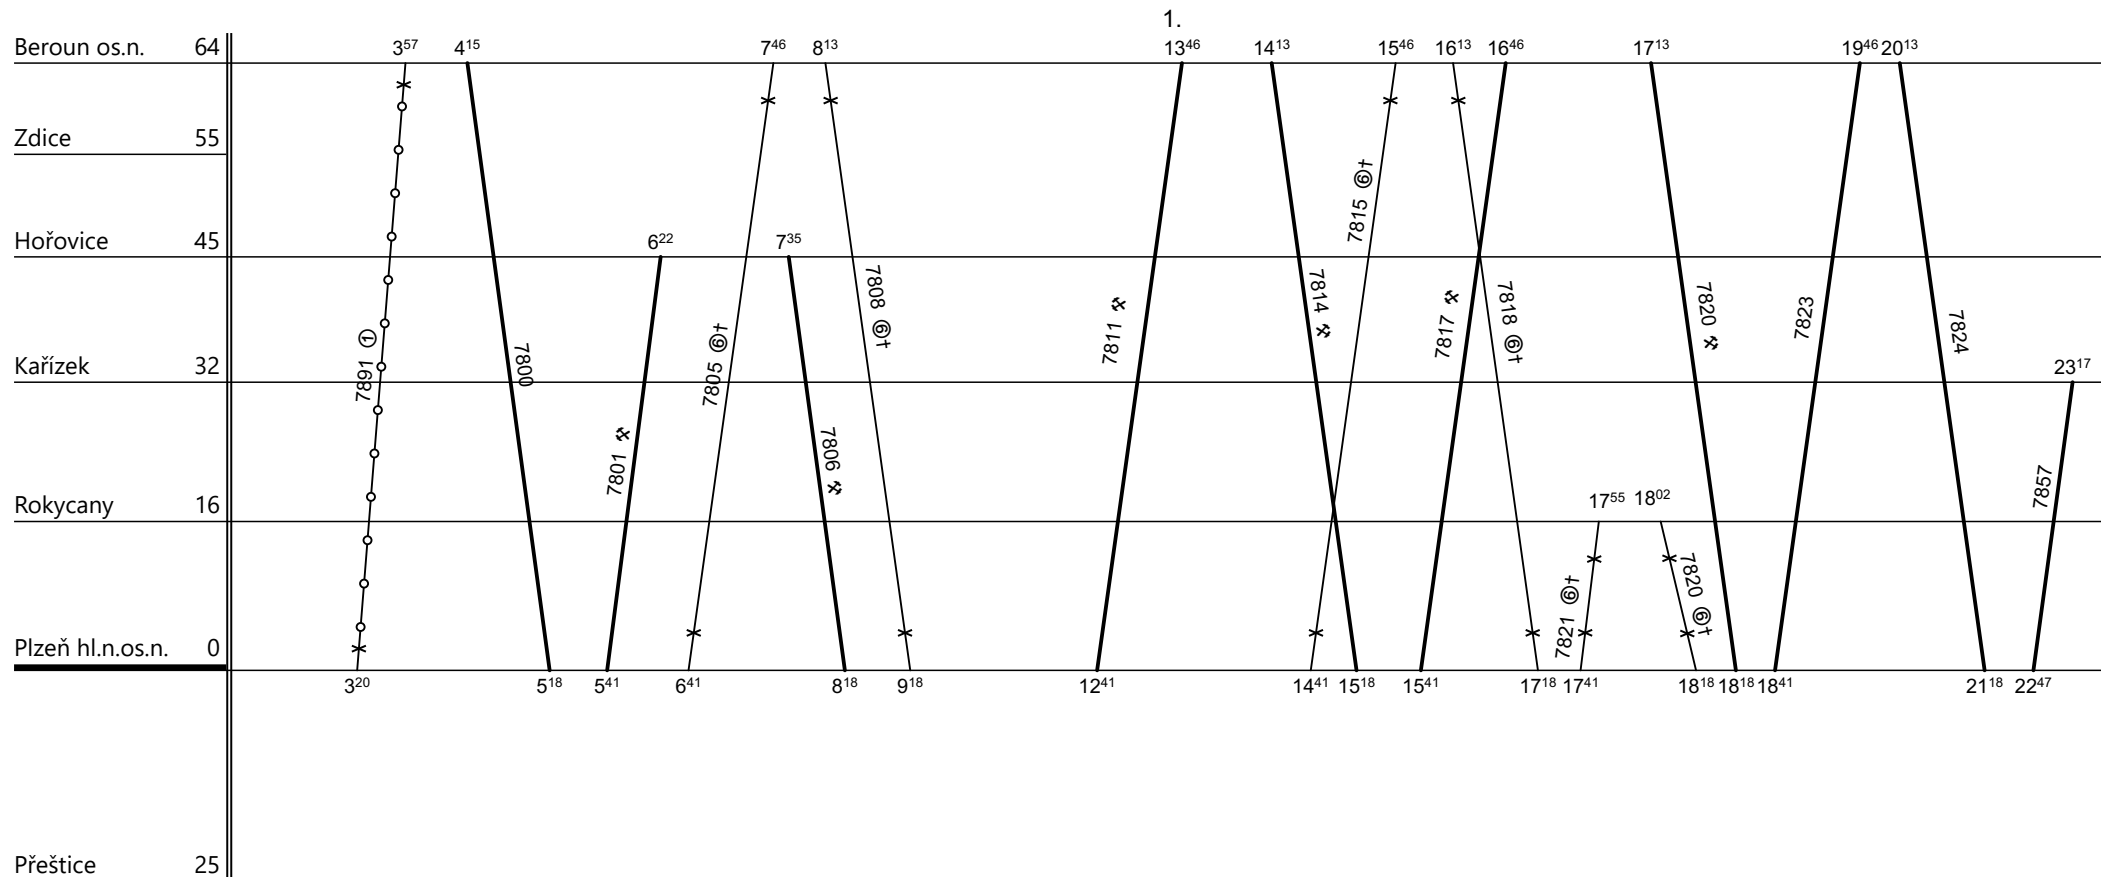 1.
Beroun os.n. 64 3⁵⁷ 4¹⁵ 7⁴⁶ 8¹³ 13⁴⁶ 14¹³ 15⁴⁶ 16¹³ 16⁴⁶ 17¹³ 19⁴⁶ 20¹³
Zdice 55
7815 ⑥†
Hořovice 45 6²² 7³⁵
7808 ⑥†
7811 ⚒
7814 ⚒
7817 ⚒
7818 ⑥†
7820 ⚒
7823
7824
7891 ①
7800
7805 ⑥†
Kařízek 32 23¹⁷
7801 ⚒
7806 ⚒
7857
Rokycany 16 17⁵⁵ 18⁰²
7821 ⑥†
7820 ⑥†
Plzeň hl.n.os.n. 0
3²⁰ 5¹⁸ 5⁴¹ 6⁴¹ 8¹⁸ 9¹⁸ 12⁴¹ 14⁴¹ 15¹⁸ 15⁴¹ 17¹⁸ 17⁴¹ 18¹⁸ 18¹⁸ 18⁴¹ 21¹⁸ 22⁴⁷
Přeštice 25